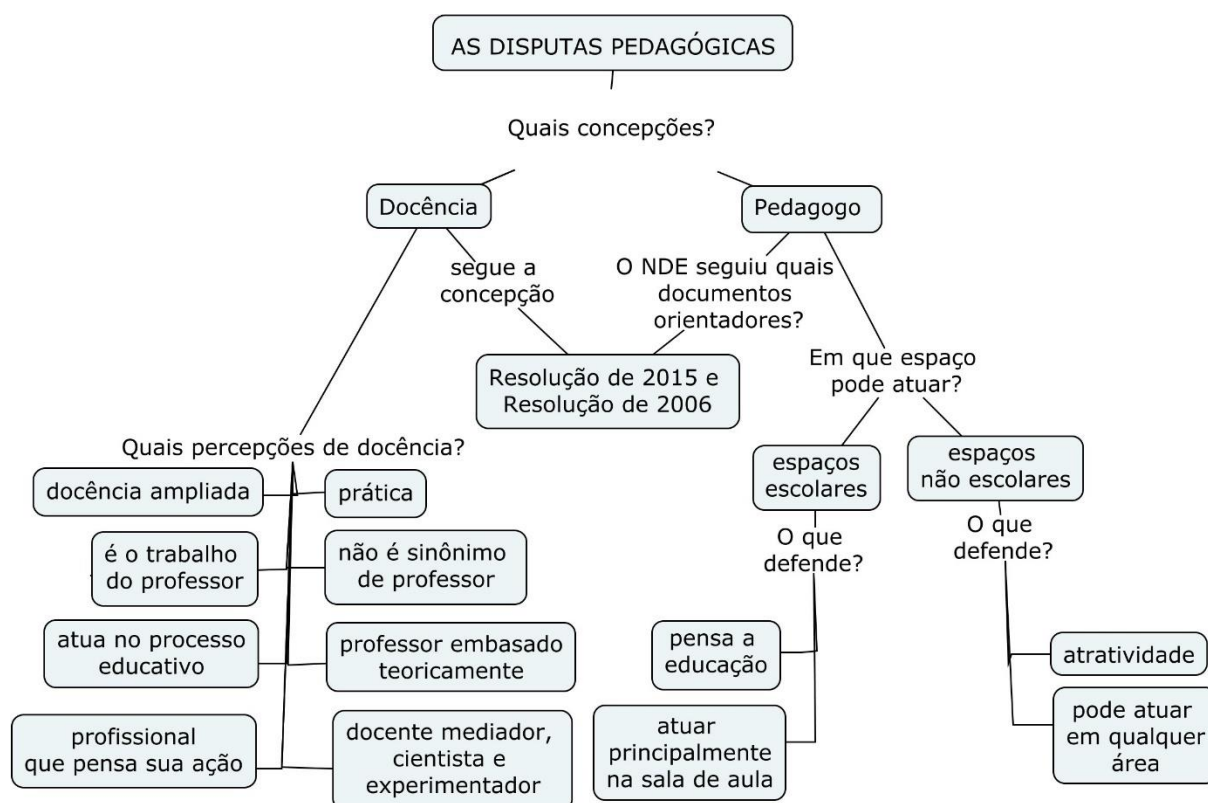 AS DISPUTAS PEDAGÓGICAS
Quais concepções?
Docência
Pedagogo
segue a
concepção
O NDE seguiu quais
documentos
orientadores?
Resolução de 2015 e
Resolução de 2006
Em que espaço
pode atuar?
Quais percepções de docência?
docência ampliada
prática
é o trabalho
do professor
não é sinônimo
de professor
atua no processo
educativo
professor embasado
teoricamente
profissional
que pensa sua ação
docente mediador,
cientista e
experimentador
espaços
escolares
espaços
não escolares
O que
defende?
O que
defende?
pensa a
educação
atuar
principalmente
na sala de aula
atratividade
pode atuar
em qualquer
área